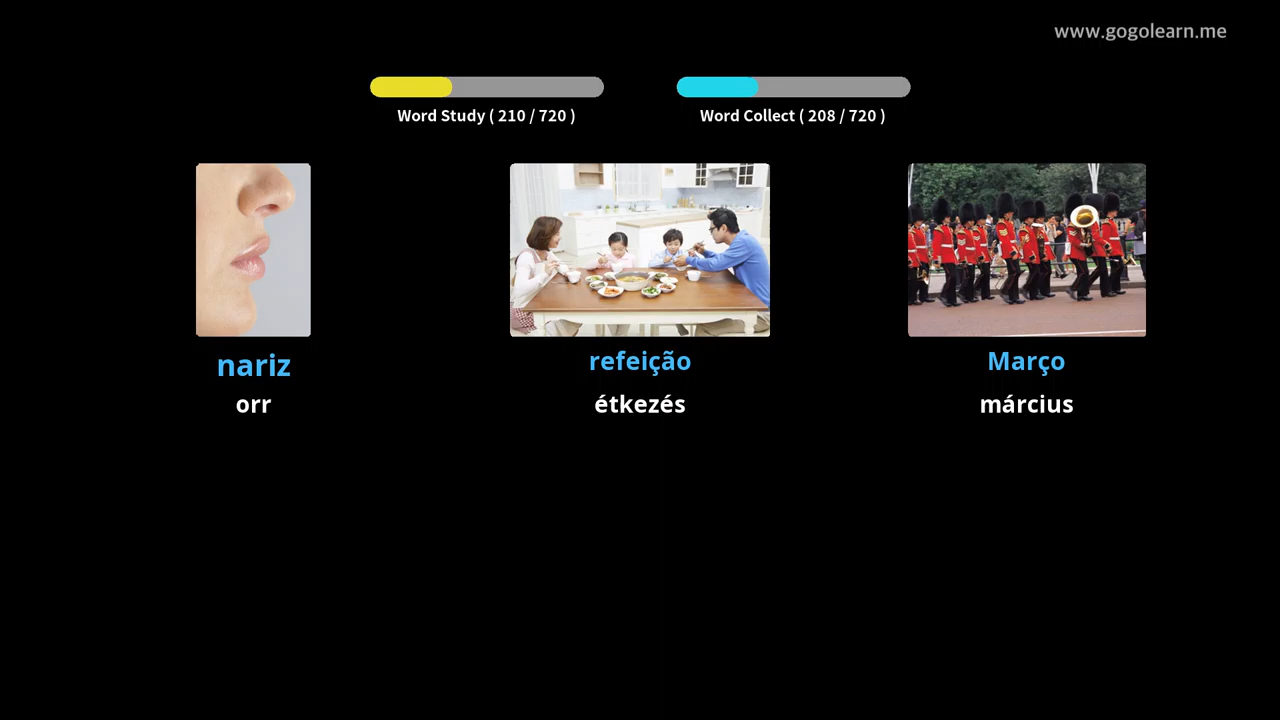 www.gogolearn.me
Word Study ( 210 / 720 )
Word Collect ( 208 / 720 )
nariz
refeição
Março
orr
étkezés
március